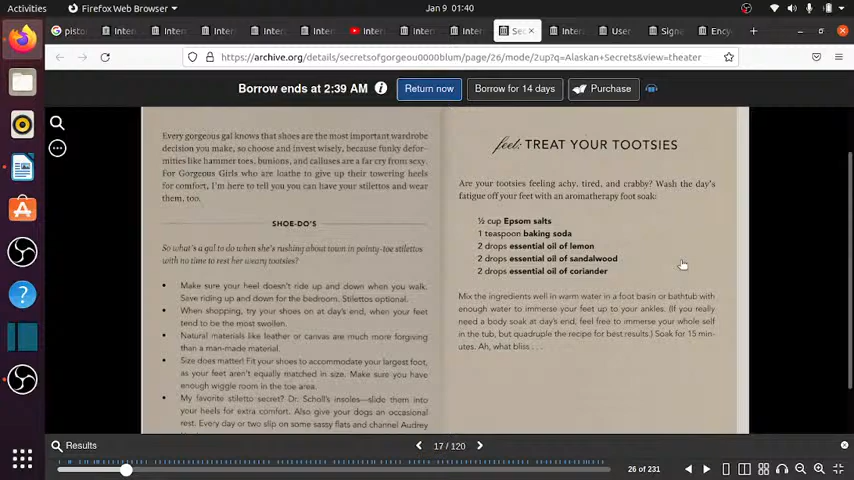 Activities
Firefox Web Browser
Jan 9 01:40
pisto
Intern
Inter
Inter
Inter
Inter
Inter
Inter
Sec
Inter
User
Sign
Ency
https://archive.org/details/secretsofgorgeou0000blum/page/26/mode/2up?q=Alaskan+Secrets&view=theater
Borrow ends at 2:39 AM
Return now
Borrow for 14 days
Purchase
Every gorgeous gal knows that shoes are the most important wardrobe
decision you make, so choose and invest wisely, because funky defor-
mities like hammer toes, bunions, and calluses are a far cry from sexy.
For Gorgeous Girls who are loathe to give up their towering heels
for comfort, I'm here to tell you you can have your stilettos and wear
them, too.
SHOE-DO'S
So what's a gal to do when she's rushing about town in pointy-toe stilettos
with no time to rest her weary tootsies?
• Make sure your heel doesn't ride up and down when you walk.
Save riding up and down for the bedroom. Stilettos optional.
• When shopping, try your shoes on at day's end, when your feet
tend to be the most swollen.
• Natural materials like leather or canvas are much more forgiving
than a man-made material.
• Size does matter! Fit your shoes to accommodate your largest foot,
as your feet aren't equally matched in size. Make sure you have
enough wiggle room in the toe area.
• My favorite stiletto secret? Dr. Scholl's insoles—slide them into
your heels for extra comfort. Also give your dogs an occasional
rest. Every day or two slip on some sassy flats and channel Audrey
feel: TREAT YOUR TOOTSIES
Are your tootsies feeling achy, tired, and crabby? Wash the day's
fatigue off your feet with an aromatherapy foot soak:
½ cup Epsom salts
1 teaspoon baking soda
2 drops essential oil of lemon
2 drops essential oil of sandalwood
2 drops essential oil of coriander
Mix the ingredients well in warm water in a foot basin or bathtub with
enough water to immerse your feet up to your ankles. (If you really
need a body soak at day's end, feel free to immerse your whole self
in the tub, but quadruple the recipe for best results.) Soak for 15 min-
utes. Ah, what bliss . . .
Results
17 / 120
26 of 231